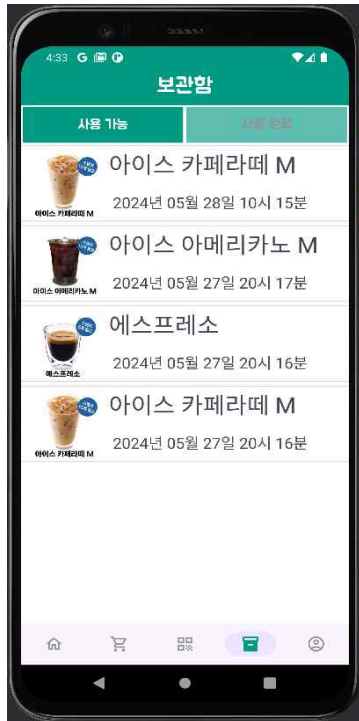 4:33 G
보관함
사용 가능
사용 완료
아이스 카페라떼 M
2024년 05월 28일 10시 15분
아이스 카페라떼 M
아이스 아메리카노 M
2024년 05월 27일 20시 17분
아이스 아메리카노 M
에스프레소
2024년 05월 27일 20시 16분
에스프레소
아이스 카페라떼 M
2024년 05월 27일 20시 16분
아이스 카페라떼 M